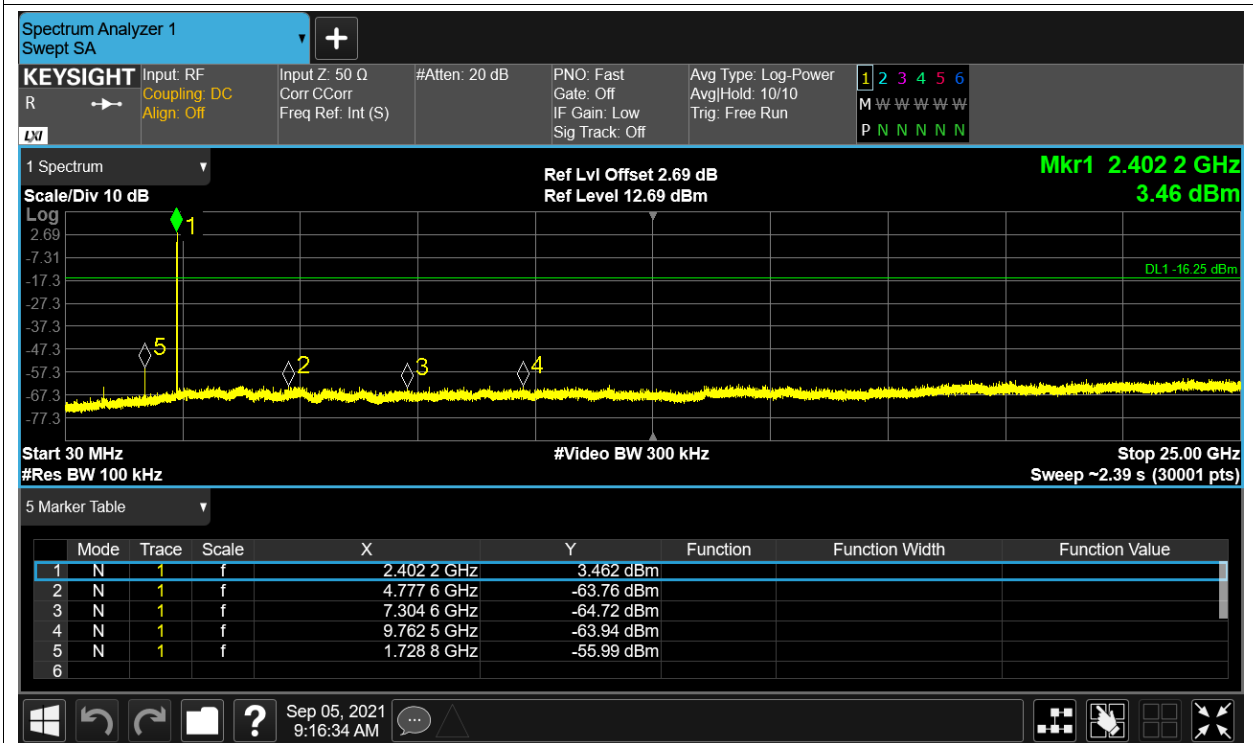 Spectrum Analyzer 1
Swept SA
KEYSIGHT
R
LXI
Input: RF
Coupling: DC
Align: Off
Input Z: 50 Ω
Corr CCorr
Freq Ref: Int (S)
#Atten: 20 dB
PNO: Fast
Gate: Off
IF Gain: Low
Sig Track: Off
Avg Type: Log-Power
Avg|Hold: 10/10
Trig: Free Run
1 2 3 4 5 6
M W W W W W
P N N N N N
1 Spectrum
Scale/Div 10 dB
Ref Lvl Offset 2.69 dB
Ref Level 12.69 dBm
Mkr1 2.402 2 GHz
3.46 dBm
Log
2.69
-7.31
-17.3
-27.3
-37.3
-47.3
-57.3
-67.3
-77.3
1
DL1 -16.25 dBm
5
2
3
4
Start 30 MHz
#Res BW 100 kHz
#Video BW 300 kHz
Stop 25.00 GHz
Sweep ~2.39 s (30001 pts)
5 Marker Table
Mode Trace Scale X Y Function Function Width Function Value
1 N 1 f 2.402 2 GHz 3.462 dBm
2 N 1 f 4.777 6 GHz -63.76 dBm
3 N 1 f 7.304 6 GHz -64.72 dBm
4 N 1 f 9.762 5 GHz -63.94 dBm
5 N 1 f 1.728 8 GHz -55.99 dBm
6
?
Sep 05, 2021
9:16:34 AM